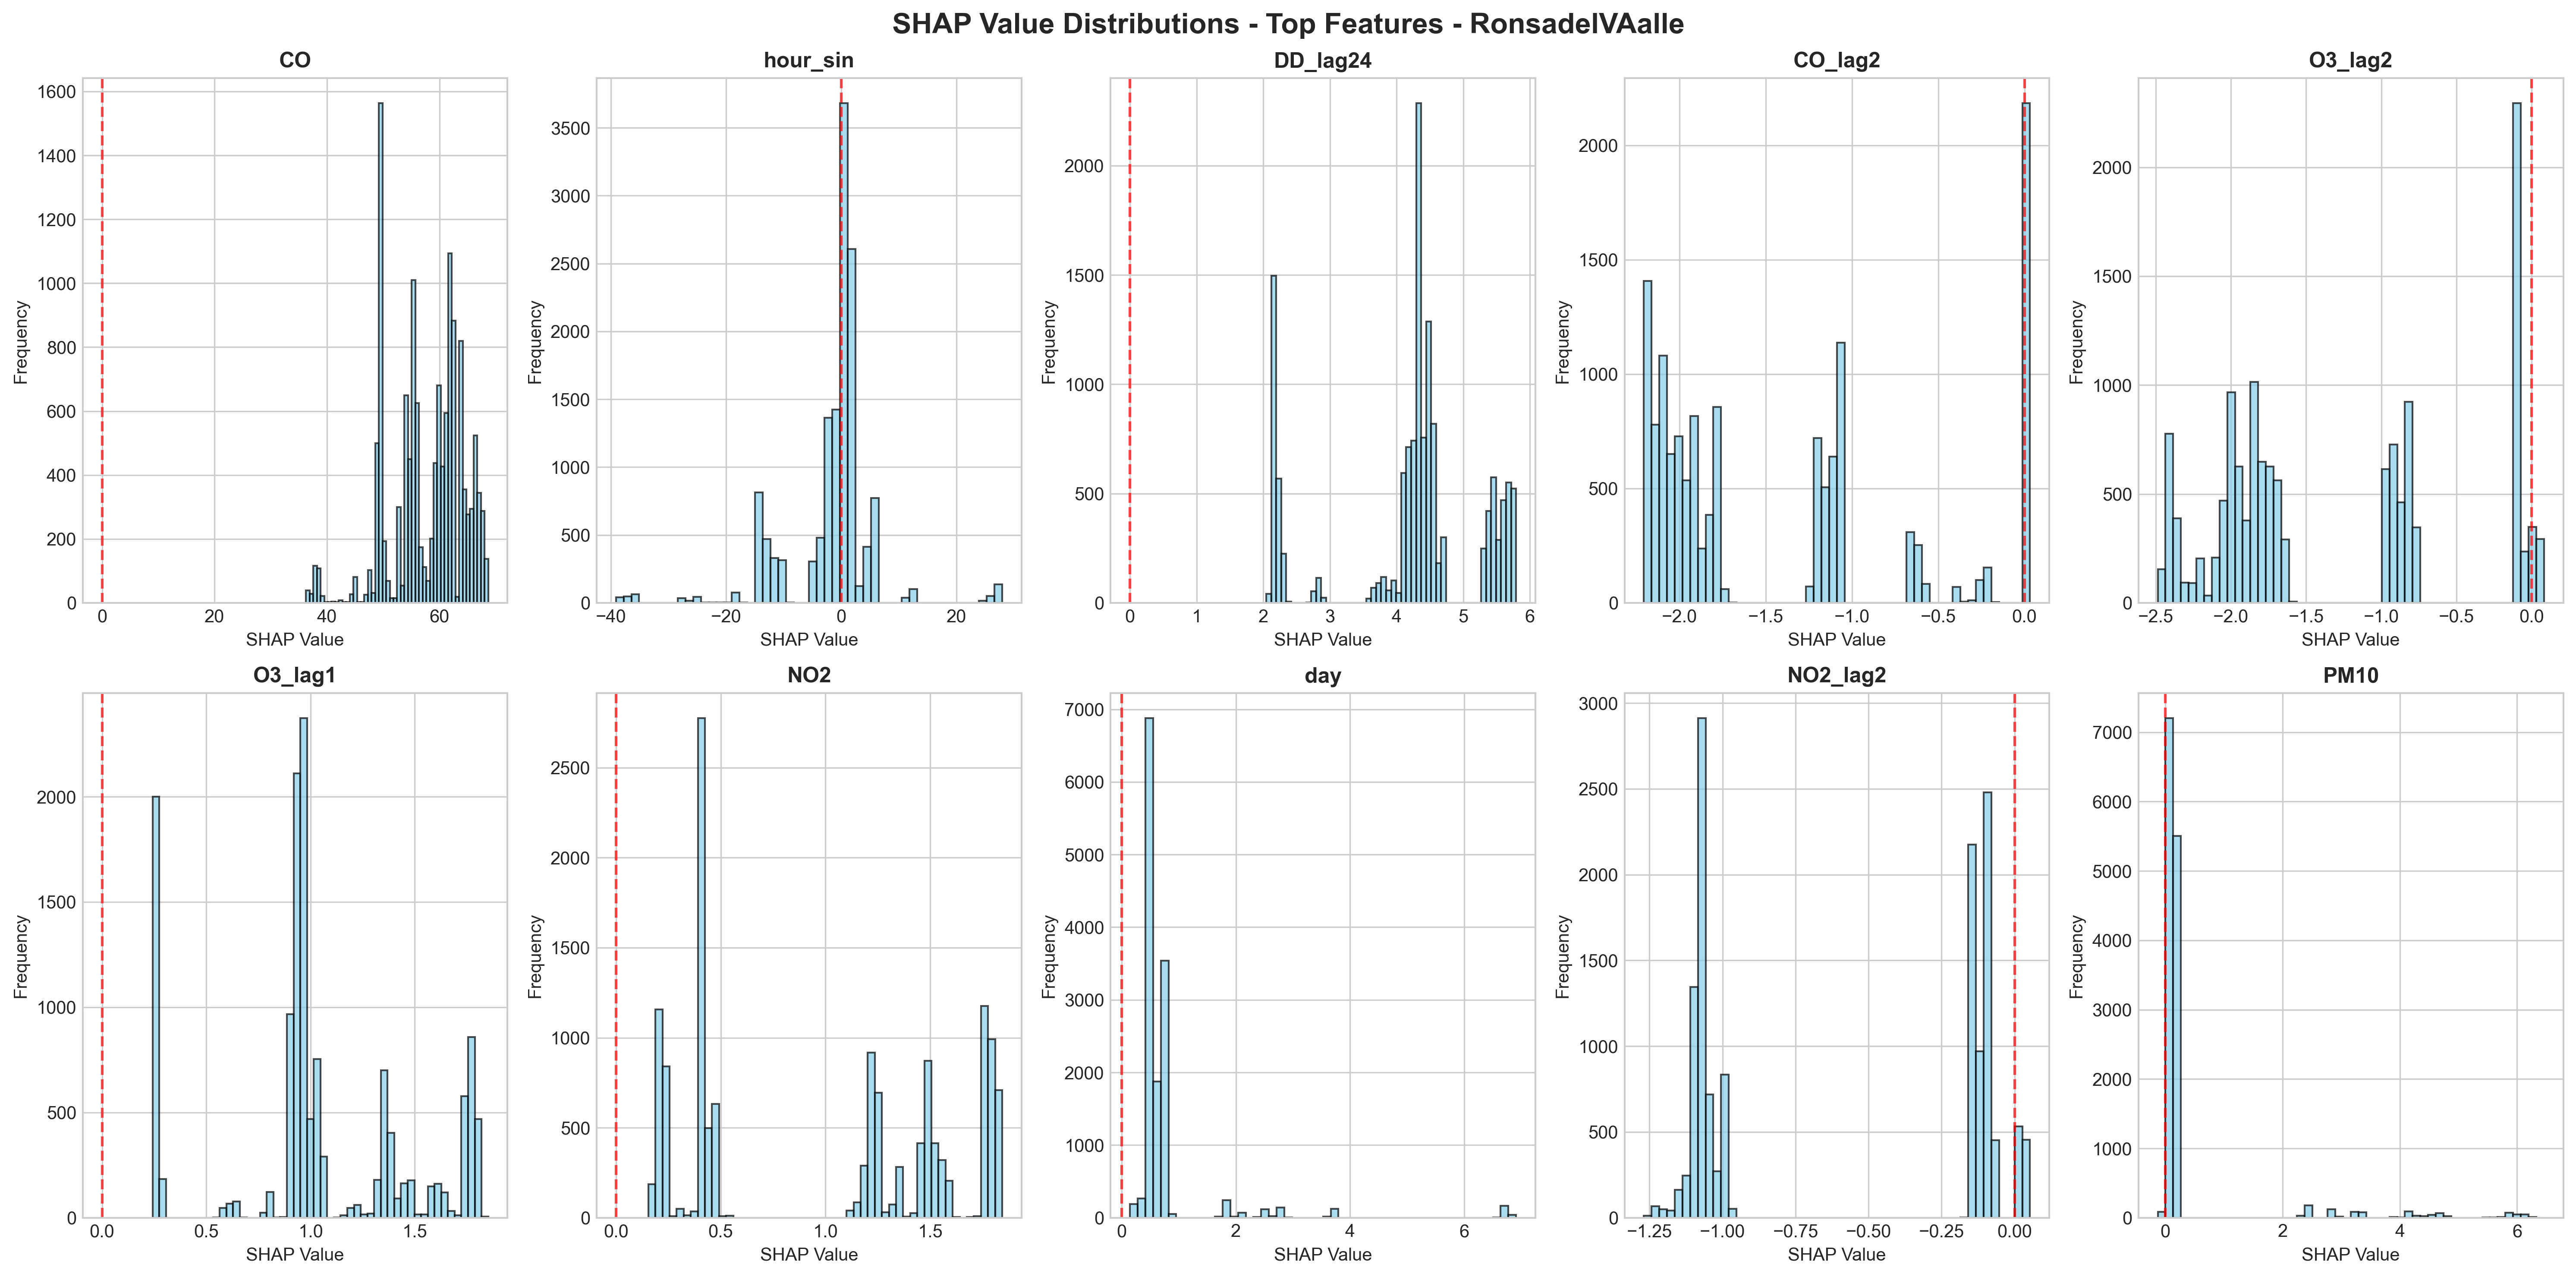 SHAP Value Distributions - Top Features - RonsadelVAalle
CO
1600
1400
1200
1000
800
600
400
200
0
Frequency
0 20 40 60
SHAP Value
hour_sin
3500
3000
2500
2000
1500
1000
500
0
Frequency
−40 −20 0 20
SHAP Value
DD_lag24
2000
1500
1000
500
0
Frequency
0 1 2 3 4 5 6
SHAP Value
CO_lag2
2000
1500
1000
500
0
Frequency
−2.0 −1.5 −1.0 −0.5 0.0
SHAP Value
O3_lag2
2000
1500
1000
500
0
Frequency
−2.5 −2.0 −1.5 −1.0 −0.5 0.0
SHAP Value
O3_lag1
2000
1500
1000
500
0
Frequency
0.0 0.5 1.0 1.5
SHAP Value
NO2
2500
2000
1500
1000
500
0
Frequency
0.0 0.5 1.0 1.5
SHAP Value
day
7000
6000
5000
4000
3000
2000
1000
0
Frequency
0 2 4 6
SHAP Value
NO2_lag2
3000
2500
2000
1500
1000
500
0
Frequency
−1.25 −1.00 −0.75 −0.50 −0.25 0.00
SHAP Value
PM10
7000
6000
5000
4000
3000
2000
1000
0
Frequency
0 2 4 6
SHAP Value